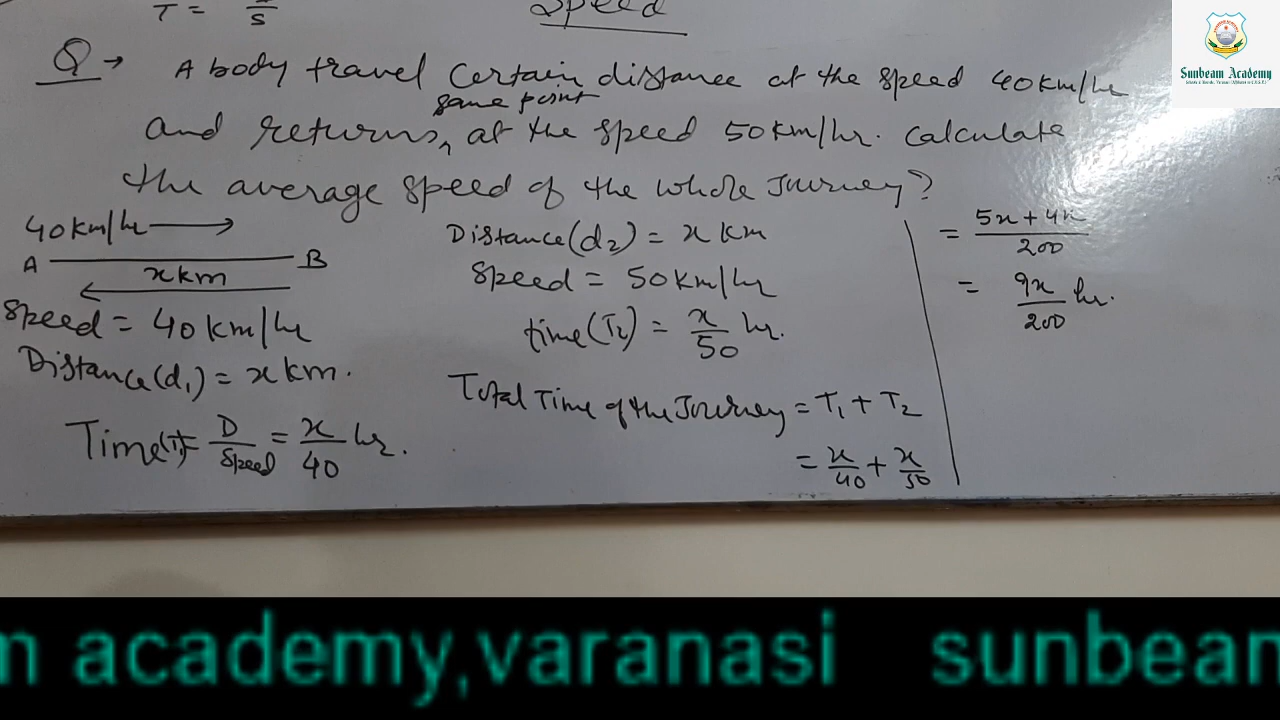 T = /s
Speed
Q → A body travel certain distance at the speed 40km/hr
same point
and returns, at the speed 50km/hr. calculate
the average speed of the whole Journey?
40km/hr →
A B
x km
Speed = 40 km/hr
Distance (d₁) = x km.
Time(T₁) = D/Speed = x/40 hr.
Distance (d₂) = x km
Speed = 50 km/hr
time (T₂) = x/50 hr.
Total Time of the Journey = T₁ + T₂
= x/40 + x/50
= 5x + 4x/200
= 9x/200 hr.
Sunbeam Academy
m academy,varanasi sunbean